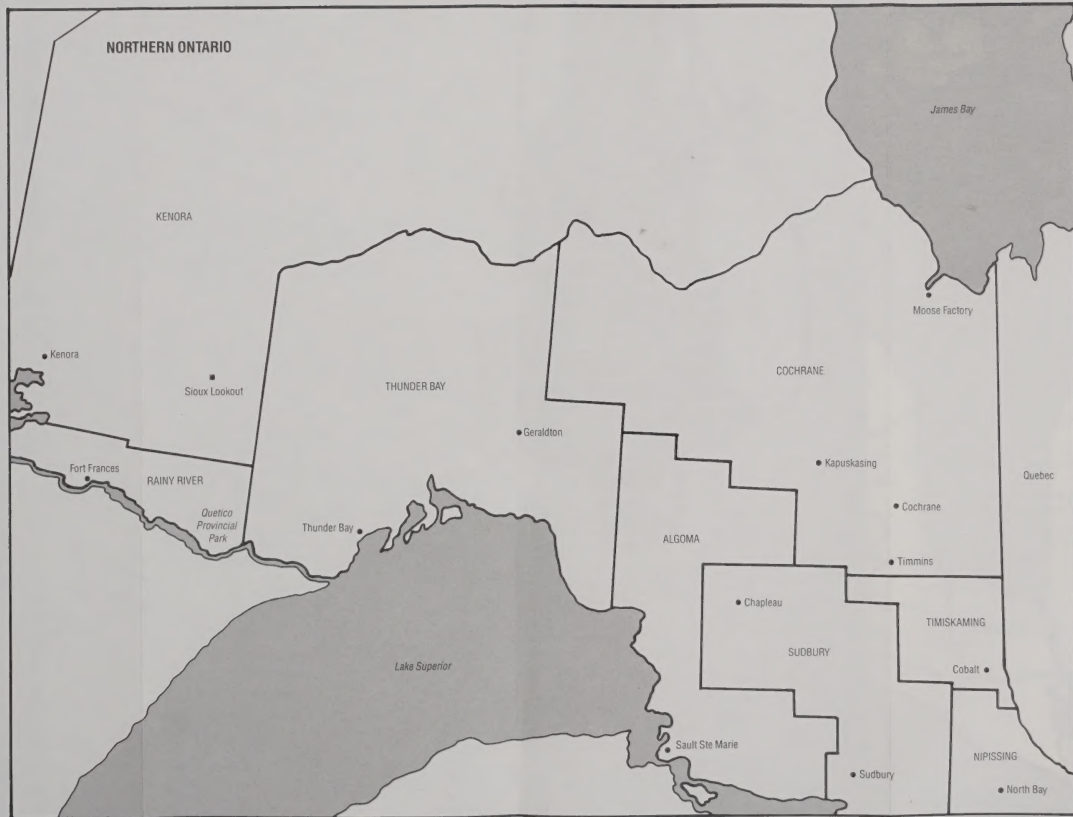 NORTHERN ONTARIO
James Bay
KENORA
Moose Factory
Kenora
Sioux Lookout
THUNDER BAY
COCHRANE
Geraldton
Kapuskasing
Fort Frances
RAINY RIVER
Quebec
Quetico
Provincial
Park
Cochrane
Thunder Bay
ALGOMA
Timmins
Chapleau
TIMISKAMING
SUDBURY
Lake Superior
Cobalt
Sault Ste Marie
NIPISSING
Sudbury
North Bay